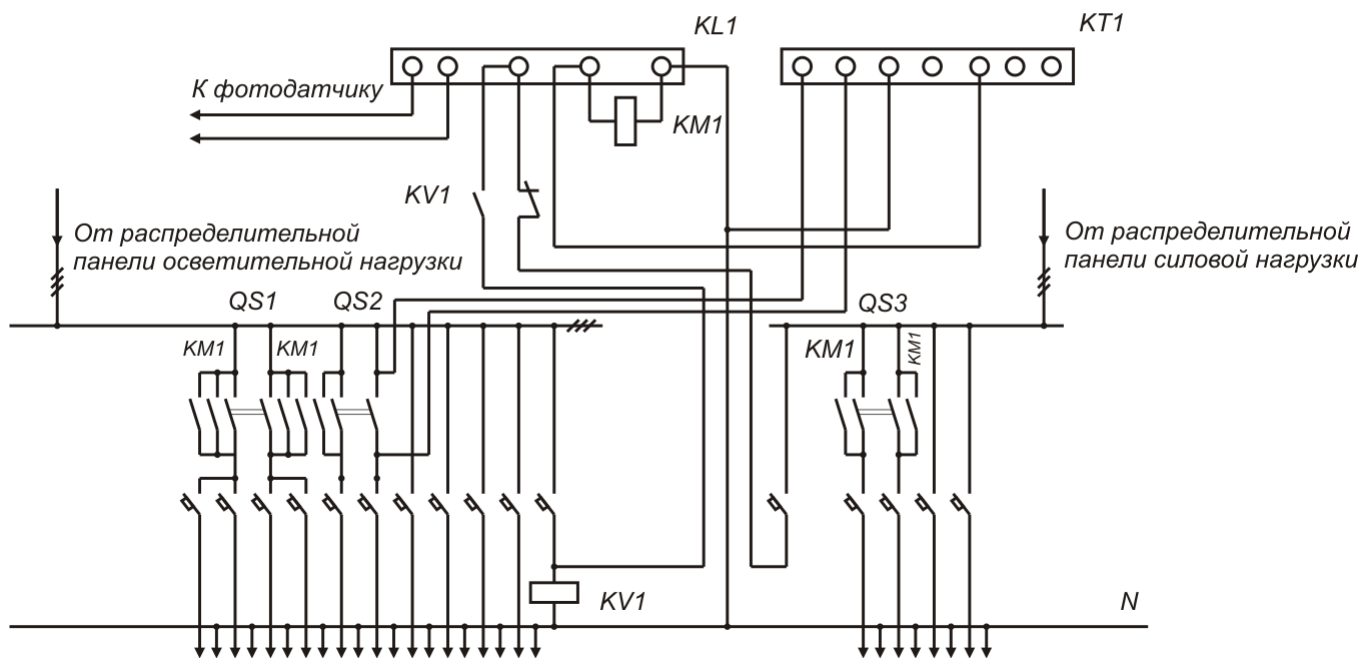 KL1
KT1
К фотодатчику
KM1
KV1
От распределительной
панели осветительной нагрузки
От распределительной
панели силовой нагрузки
QS1
QS2
QS3
KM1
KM1
KM1
KM1
KV1
N